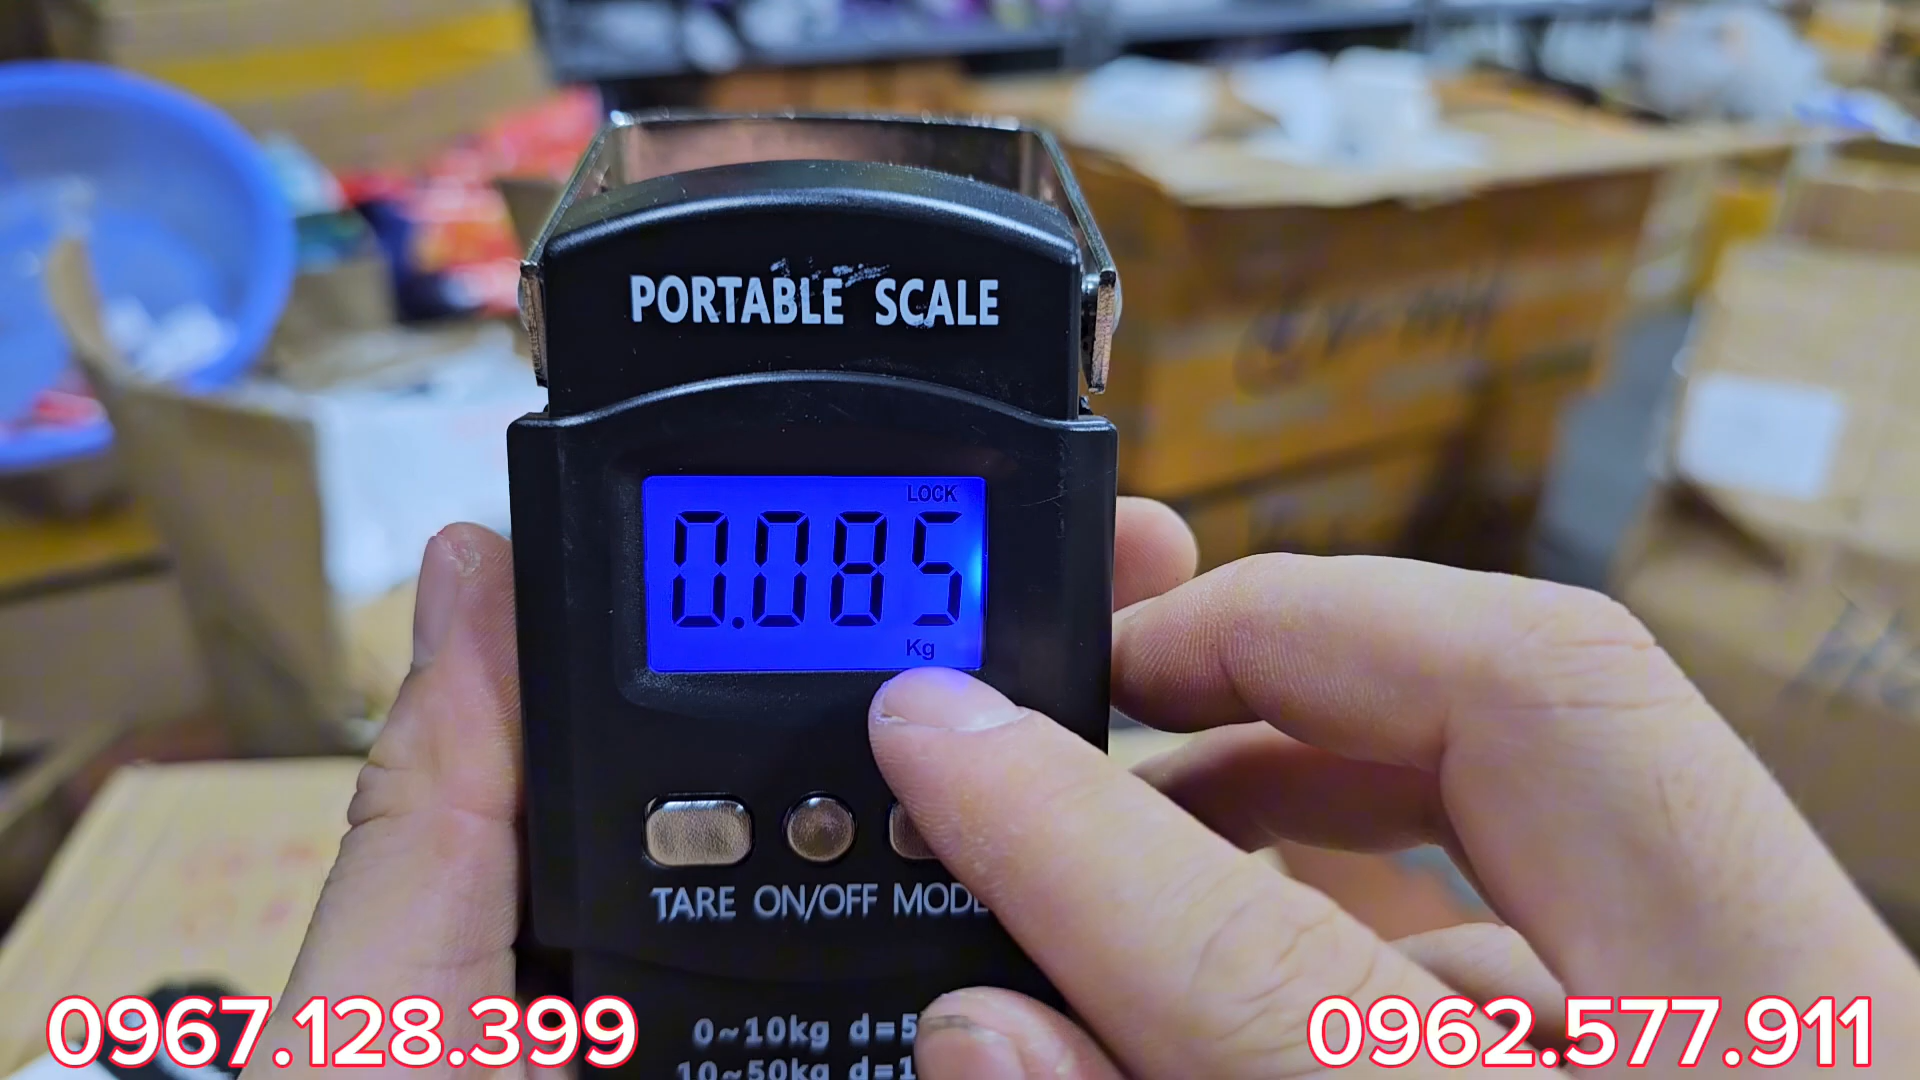 PORTABLE SCALE
LOCK
0.085
Kg
TARE ON/OFF MODE
0~10kg d=5
10~50kg d=1
0967.128.399
0962.577.911